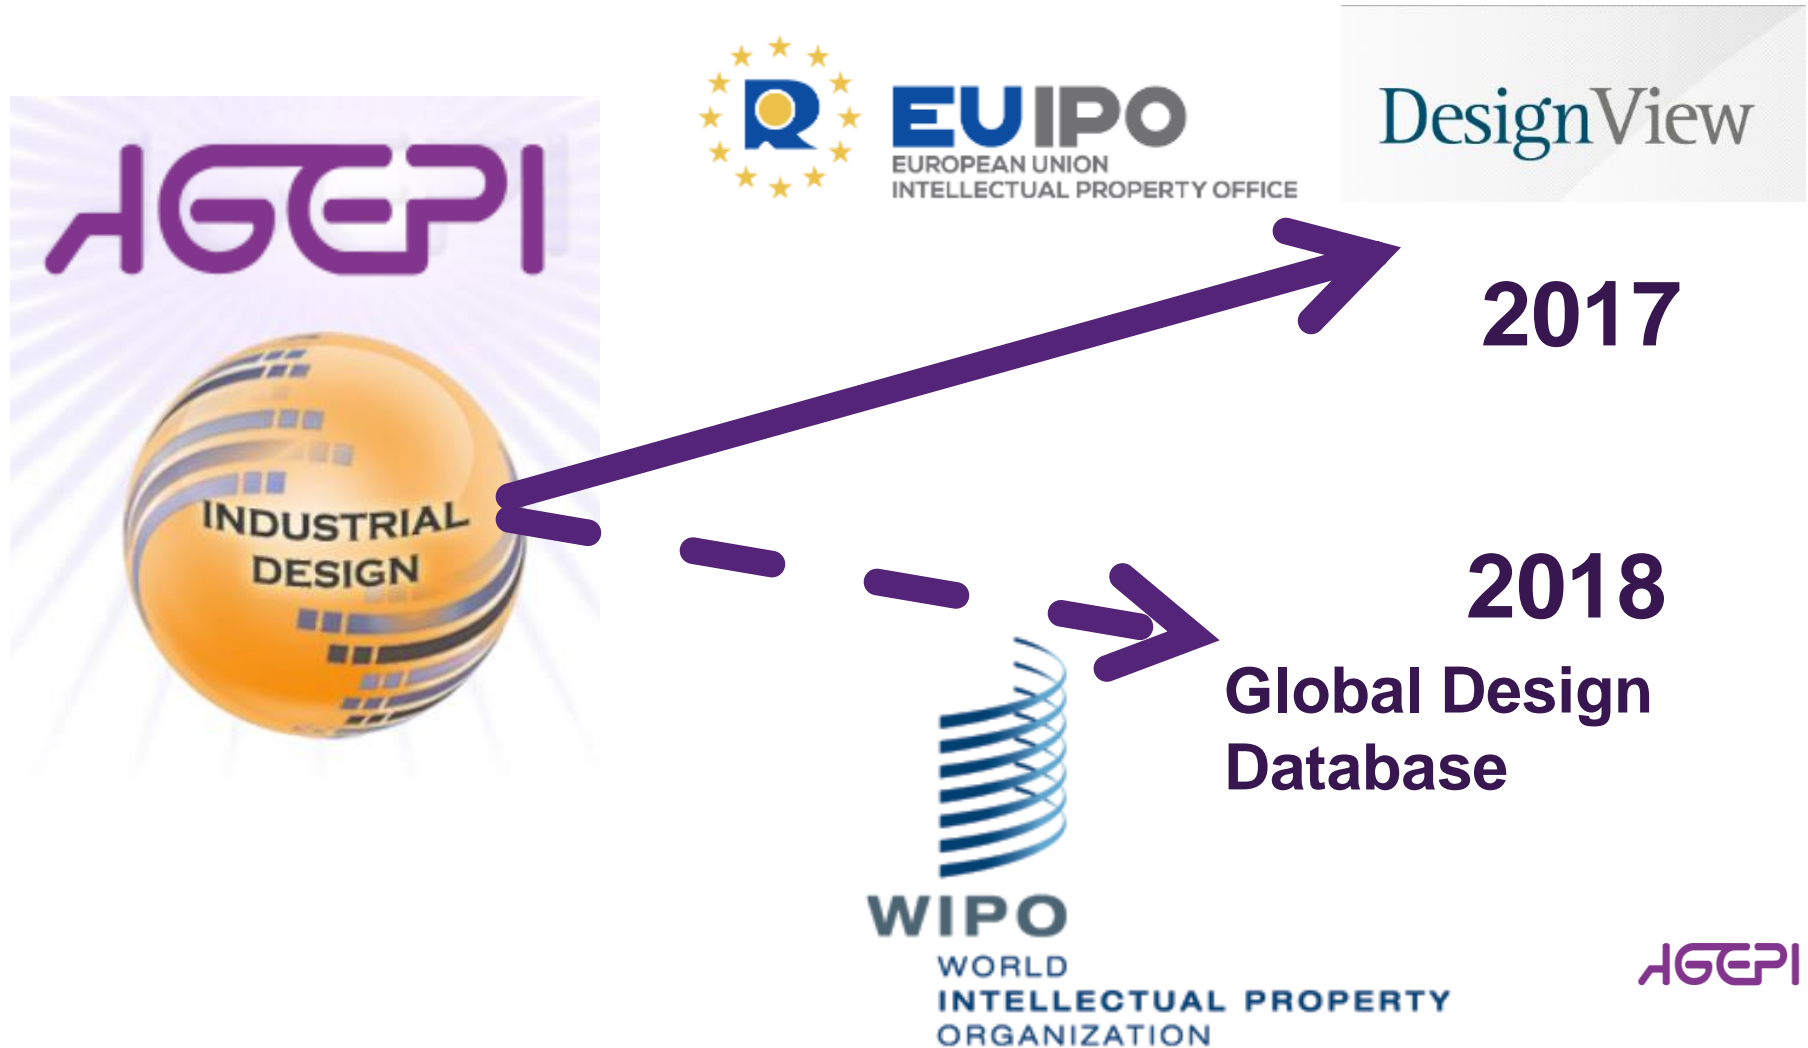 AGEPI
INDUSTRIAL
DESIGN
EUIPO
EUROPEAN UNION
INTELLECTUAL PROPERTY OFFICE
DesignView
2017
2018
Global Design
Database
WIPO
WORLD
INTELLECTUAL PROPERTY
ORGANIZATION
AGEPI